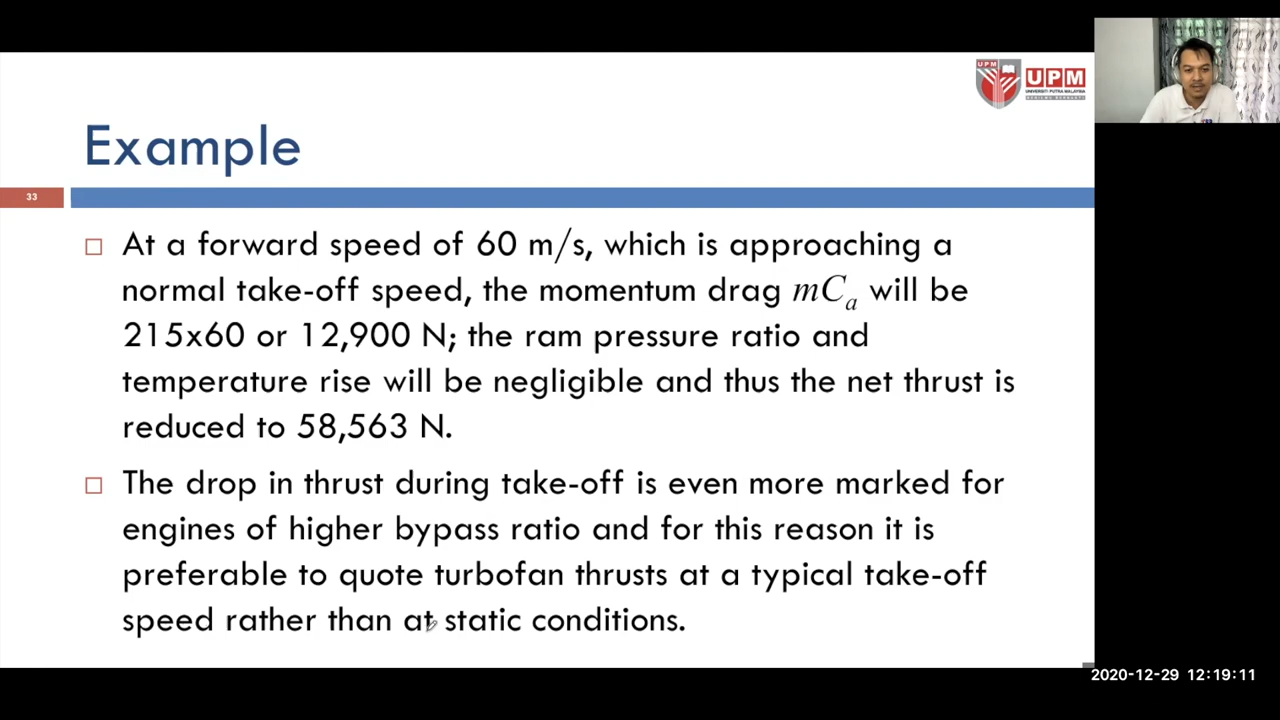 UPM
UPM
UNIVERSITI PUTRA MALAYSIA
Example
33
□ At a forward speed of 60 m/s, which is approaching a
normal take-off speed, the momentum drag mCa will be
215x60 or 12,900 N; the ram pressure ratio and
temperature rise will be negligible and thus the net thrust is
reduced to 58,563 N.
□ The drop in thrust during take-off is even more marked for
engines of higher bypass ratio and for this reason it is
preferable to quote turbofan thrusts at a typical take-off
speed rather than at static conditions.
2020-12-29 12:19:11